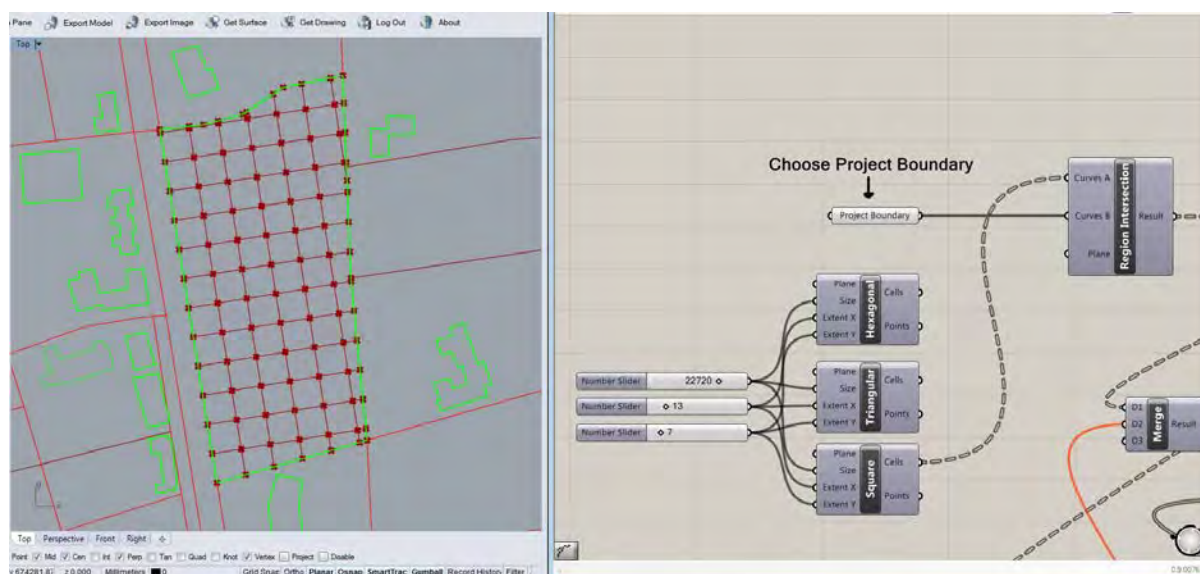 Pane Export Model Export Image Get Surface Get Drawing Log Out About
Top
Top Perspective Front Right
Point Mid Cen Int Perp Tan Quad Knot Vertex Project Disable
Millimeters 0 Grid Snap Ortho Planar Osnap SmartTrac Gumball Record History Filter
Choose Project Boundary
Project Boundary
Curves A
Curves B
Plane
Region Intersection
Result
Plane
Size
Extent X
Extent Y
Hexagonal
Cells
Points
Number Slider 22720
Number Slider 13
Number Slider 7
Plane
Size
Extent X
Extent Y
Triangular
Cells
Points
Plane
Size
Extent X
Extent Y
Square
Cells
Points
D1
D2
D3
Merge
Result